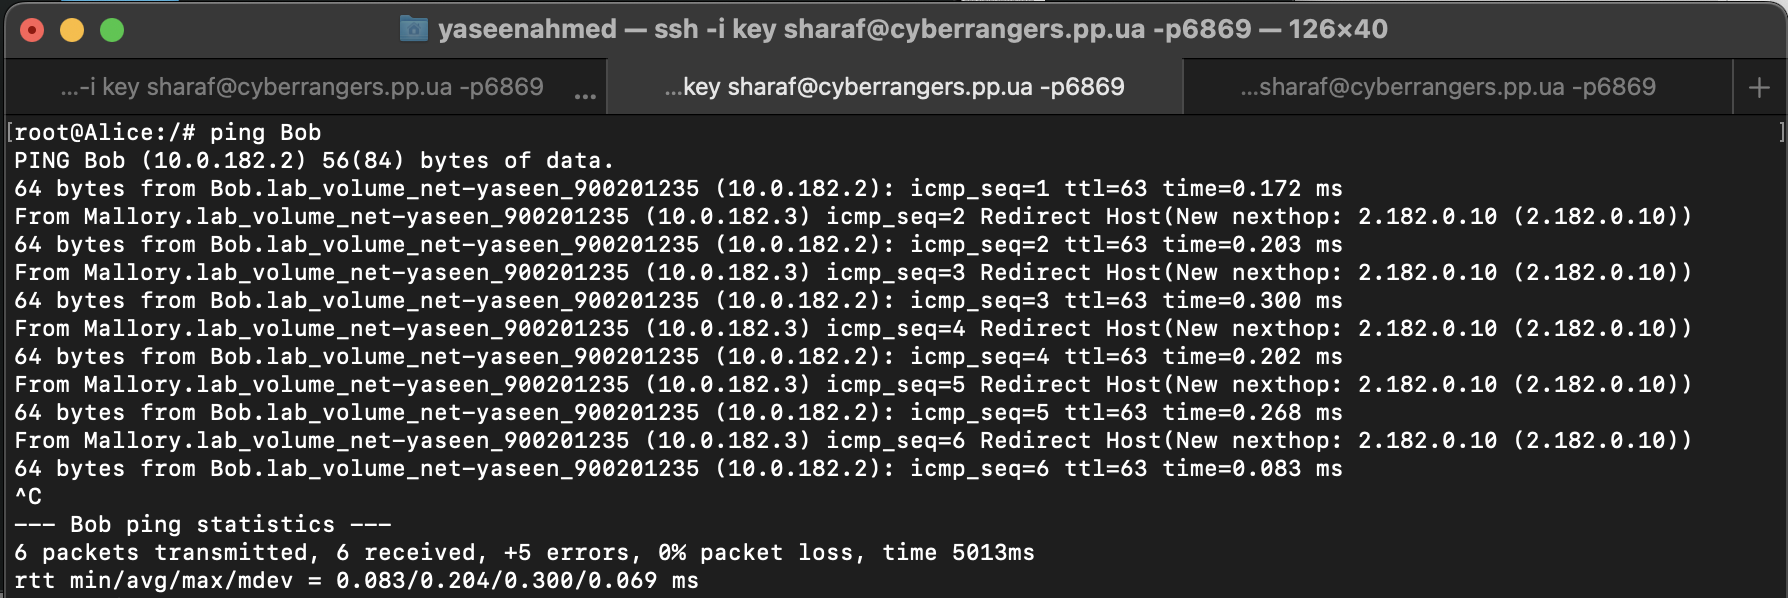 yaseenahmed — ssh -i key sharaf@cyberrangers.pp.ua -p6869 — 126×40
...-i key sharaf@cyberrangers.pp.ua -p6869 ...
...key sharaf@cyberrangers.pp.ua -p6869
...sharaf@cyberrangers.pp.ua -p6869 +
[root@Alice:/# ping Bob ]
PING Bob (10.0.182.2) 56(84) bytes of data.
64 bytes from Bob.lab_volume_net-yaseen_900201235 (10.0.182.2): icmp_seq=1 ttl=63 time=0.172 ms
From Mallory.lab_volume_net-yaseen_900201235 (10.0.182.3) icmp_seq=2 Redirect Host(New nexthop: 2.182.0.10 (2.182.0.10))
64 bytes from Bob.lab_volume_net-yaseen_900201235 (10.0.182.2): icmp_seq=2 ttl=63 time=0.203 ms
From Mallory.lab_volume_net-yaseen_900201235 (10.0.182.3) icmp_seq=3 Redirect Host(New nexthop: 2.182.0.10 (2.182.0.10))
64 bytes from Bob.lab_volume_net-yaseen_900201235 (10.0.182.2): icmp_seq=3 ttl=63 time=0.300 ms
From Mallory.lab_volume_net-yaseen_900201235 (10.0.182.3) icmp_seq=4 Redirect Host(New nexthop: 2.182.0.10 (2.182.0.10))
64 bytes from Bob.lab_volume_net-yaseen_900201235 (10.0.182.2): icmp_seq=4 ttl=63 time=0.202 ms
From Mallory.lab_volume_net-yaseen_900201235 (10.0.182.3) icmp_seq=5 Redirect Host(New nexthop: 2.182.0.10 (2.182.0.10))
64 bytes from Bob.lab_volume_net-yaseen_900201235 (10.0.182.2): icmp_seq=5 ttl=63 time=0.268 ms
From Mallory.lab_volume_net-yaseen_900201235 (10.0.182.3) icmp_seq=6 Redirect Host(New nexthop: 2.182.0.10 (2.182.0.10))
64 bytes from Bob.lab_volume_net-yaseen_900201235 (10.0.182.2): icmp_seq=6 ttl=63 time=0.083 ms
^C
--- Bob ping statistics ---
6 packets transmitted, 6 received, +5 errors, 0% packet loss, time 5013ms
rtt min/avg/max/mdev = 0.083/0.204/0.300/0.069 ms